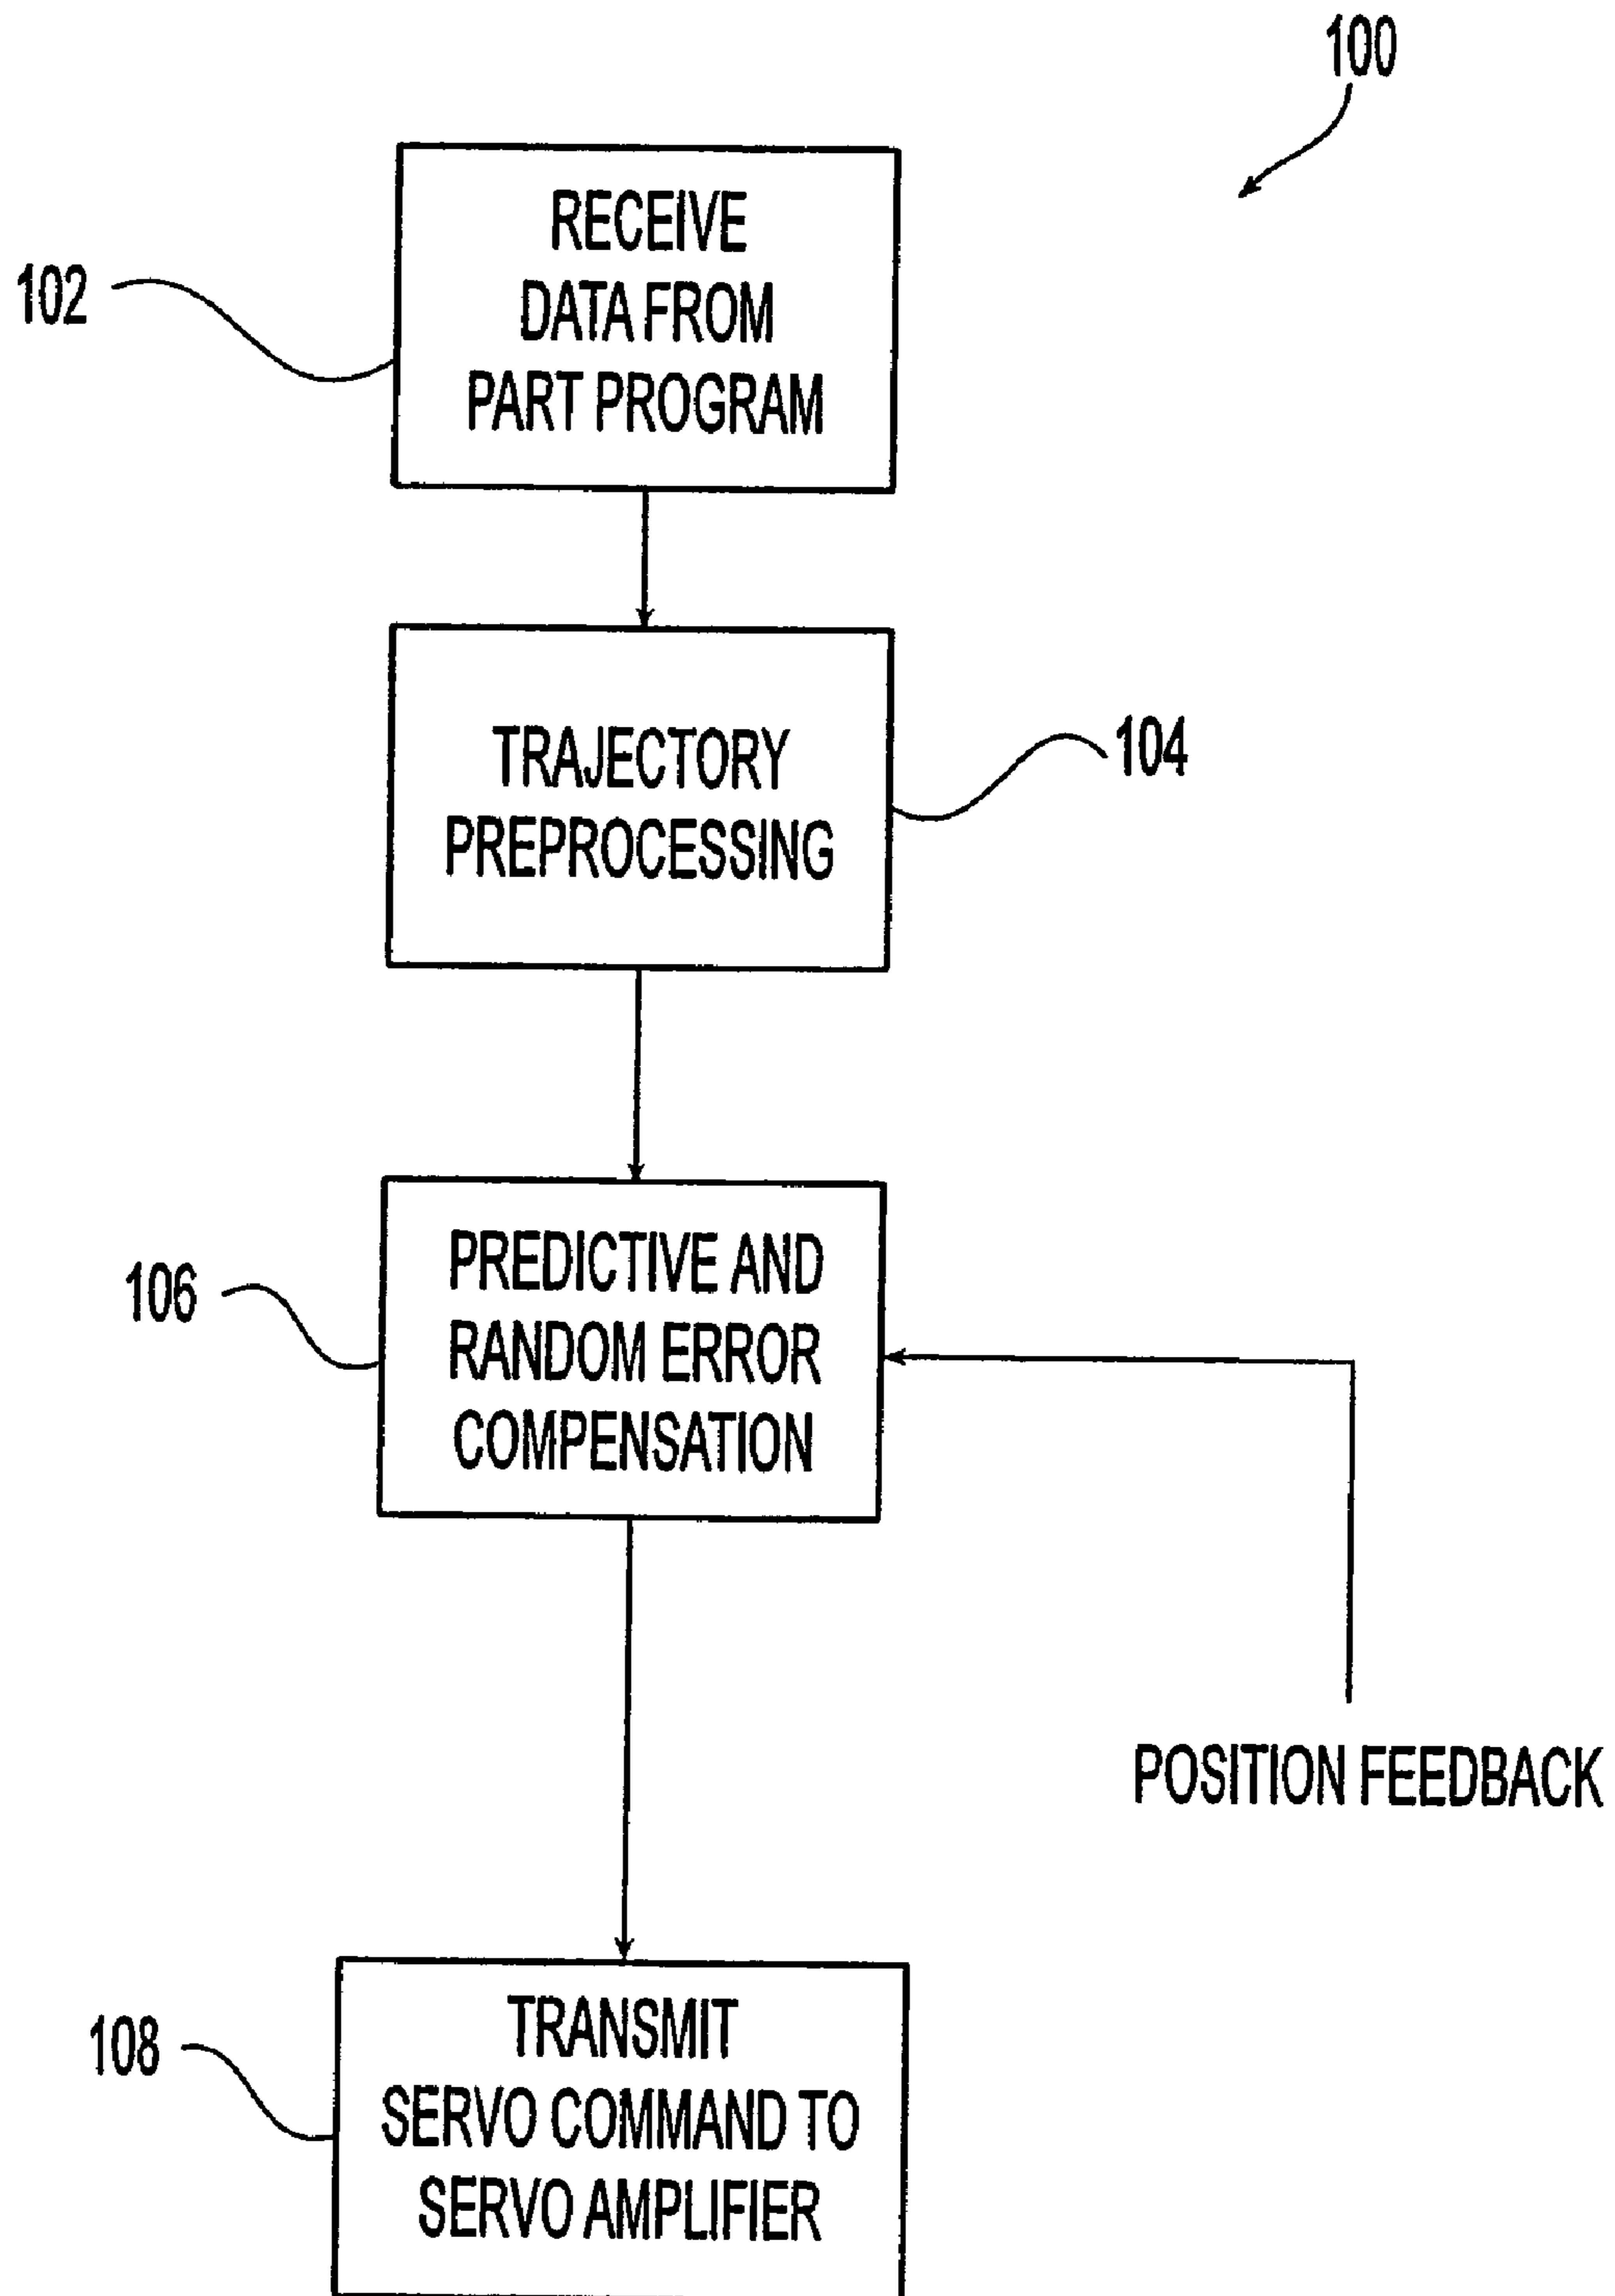 100
102
RECEIVE
DATA FROM
PART PROGRAM
TRAJECTORY
PREPROCESSING
104
106
PREDICTIVE AND
RANDOM ERROR
COMPENSATION
POSITION FEEDBACK
108
TRANSMIT
SERVO COMMAND TO
SERVO AMPLIFIER